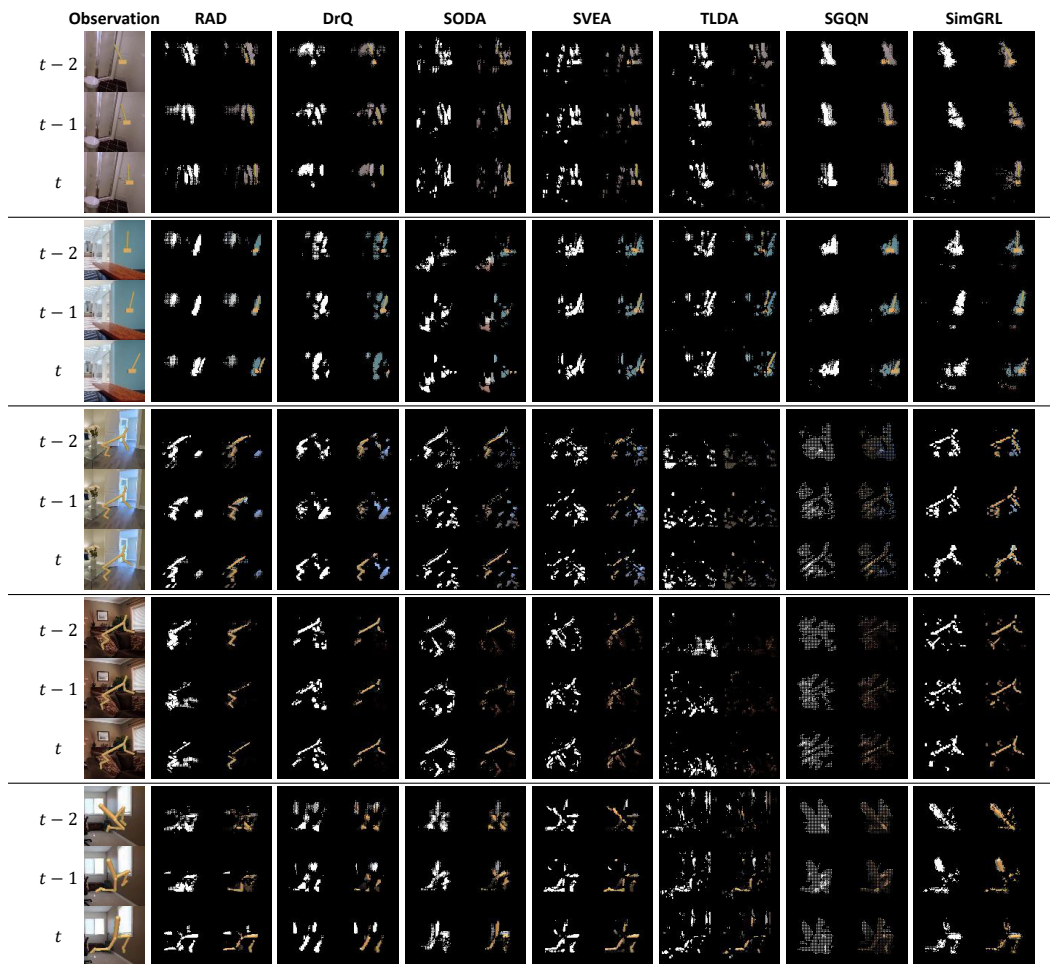 Observation RAD DrQ SODA SVEA TLDA SGQN SimGRL
t − 2
t − 1
t
t − 2
t − 1
t
t − 2
t − 1
t
t − 2
t − 1
t
t − 2
t − 1
t